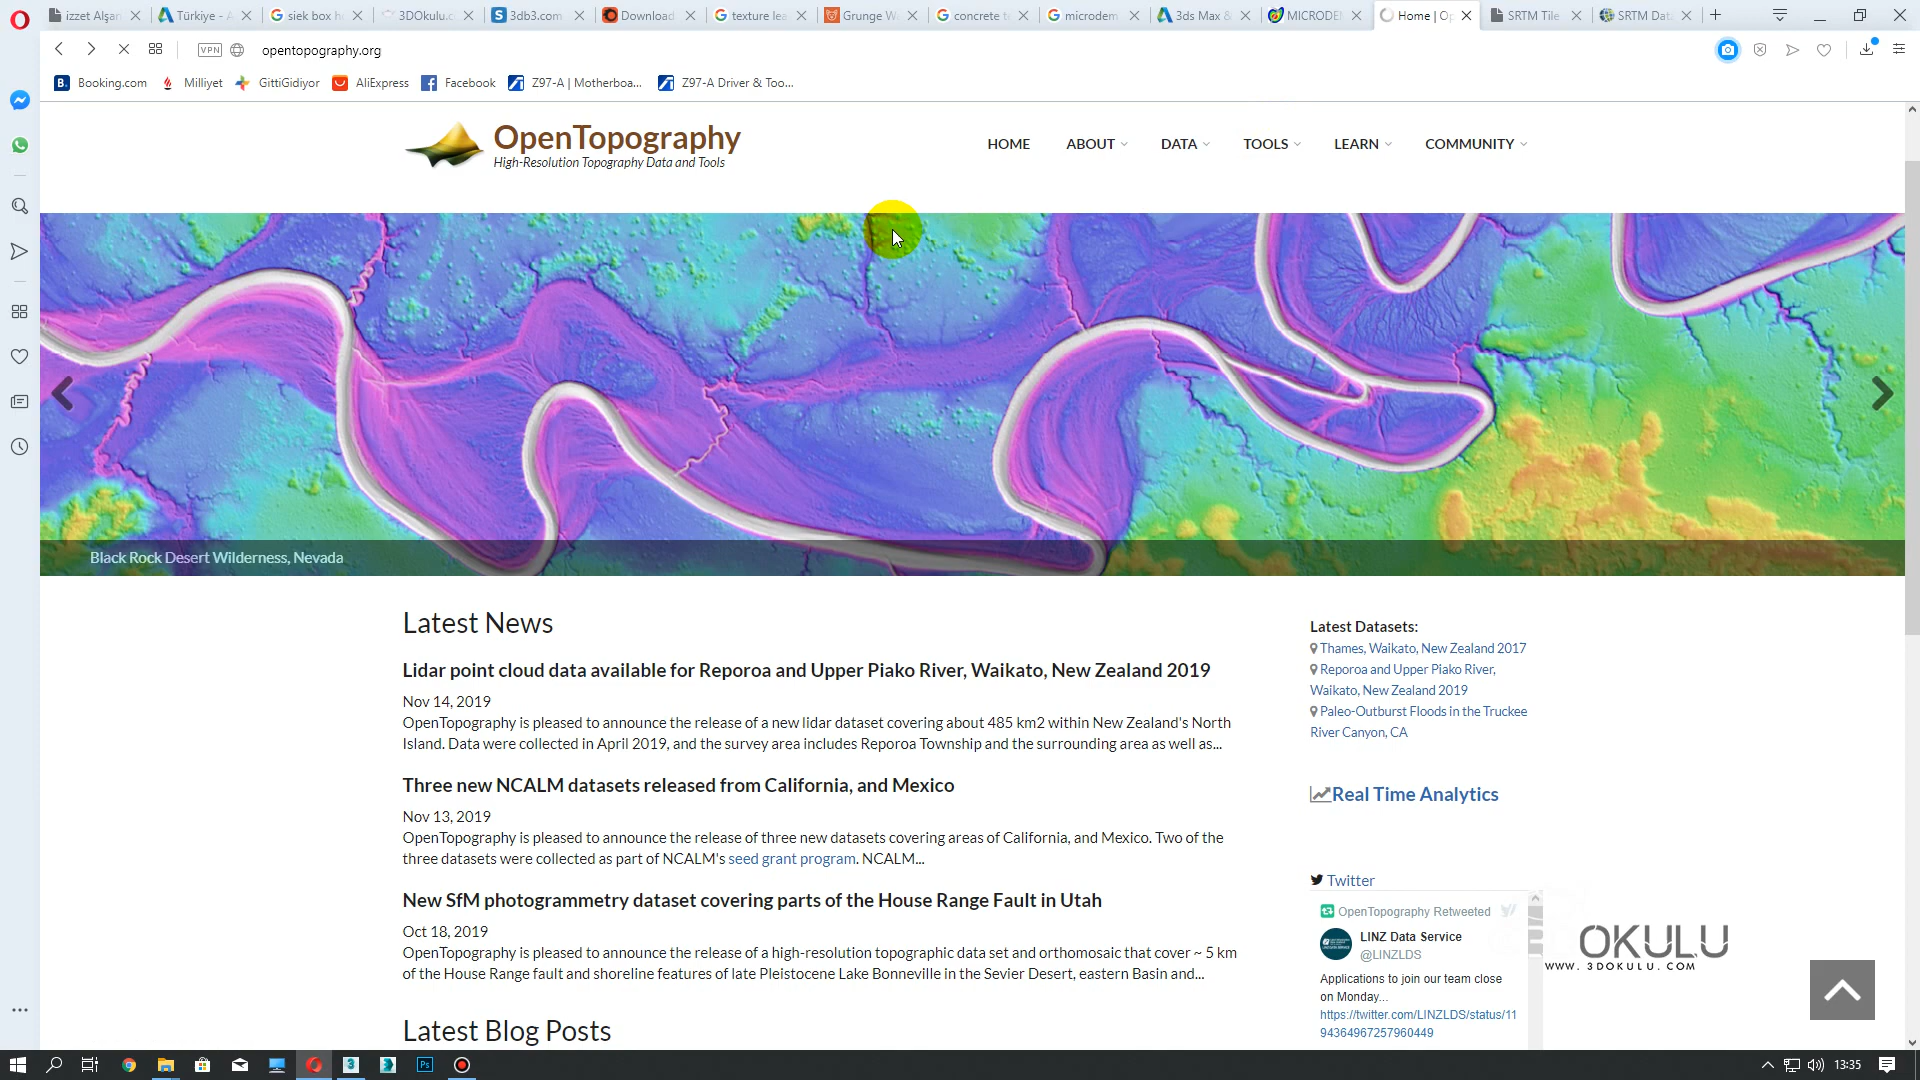 izzet Alşan
Türkiye - A
siek box ho
3DOkulu.c
3db3.com
Download
texture lea
Grunge W
concrete te
microdem
3ds Max &
MICRODE
Home | Op
SRTM Tile
SRTM Data
VPN
opentopography.org
B. Booking.com
Milliyet
GittiGidiyor
AliExpress
Facebook
Z97-A | Motherboa...
Z97-A Driver & Too...
OpenTopography
High-Resolution Topography Data and Tools
HOME
ABOUT
DATA
TOOLS
LEARN
COMMUNITY
Black Rock Desert Wilderness, Nevada
Latest News
Lidar point cloud data available for Reporoa and Upper Piako River, Waikato, New Zealand 2019
Nov 14, 2019
OpenTopography is pleased to announce the release of a new lidar dataset covering about 485 km2 within New Zealand's North
Island. Data were collected in April 2019, and the survey area includes Reporoa Township and the surrounding area as well as...
Three new NCALM datasets released from California, and Mexico
Nov 13, 2019
OpenTopography is pleased to announce the release of three new datasets covering areas of California, and Mexico. Two of the
three datasets were collected as part of NCALM's seed grant program. NCALM...
New SfM photogrammetry dataset covering parts of the House Range Fault in Utah
Oct 18, 2019
OpenTopography is pleased to announce the release of a high-resolution topographic data set and orthomosaic that cover ~ 5 km
of the House Range fault and shoreline features of late Pleistocene Lake Bonneville in the Sevier Desert, eastern Basin and...
Latest Blog Posts
Latest Datasets:
Thames, Waikato, New Zealand 2017
Reporoa and Upper Piako River,
Waikato, New Zealand 2019
Paleo-Outburst Floods in the Truckee
River Canyon, CA
Real Time Analytics
Twitter
OpenTopography Retweeted
LINZ Data Service
@LINZLDS
Applications to join our team close
on Monday...
https://twitter.com/LINZLDS/status/11
94364967257960449
OKULU
WWW.3DOKULU.COM
Ps
13:35